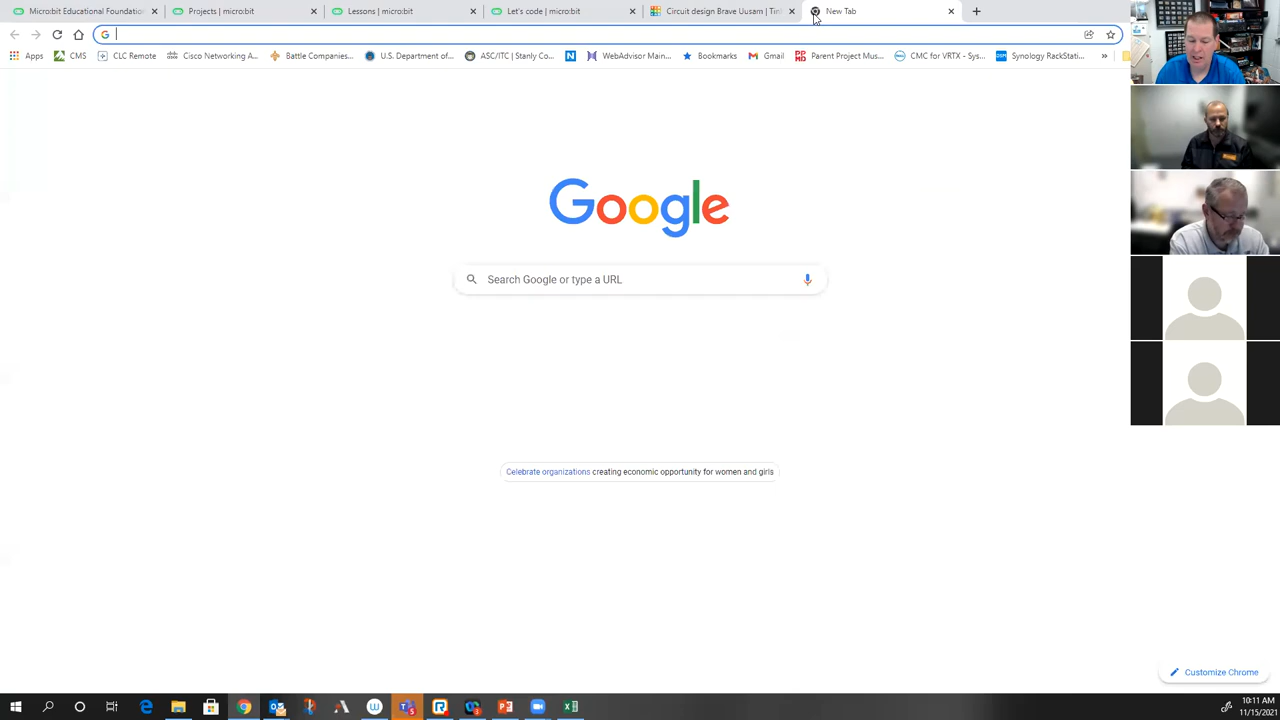 Micro:bit Educational Foundation
Projects | micro:bit
Lessons | micro:bit
Let's code | micro:bit
Circuit design Brave Uusam | Tin
New Tab
Apps
CMS
CLC Remote
Cisco Networking A...
Battle Companies...
U.S. Department of...
NC/ITC | Stanly Co...
WebAdvisor Main...
Bookmarks
Gmail
Parent Project Mus...
CMC for VRTX - Sys...
Synology RackStati...
Google
Search Google or type a URL
Celebrate organizations creating economic opportunity for women and girls
Customize Chrome
10:11 AM
11/15/2021